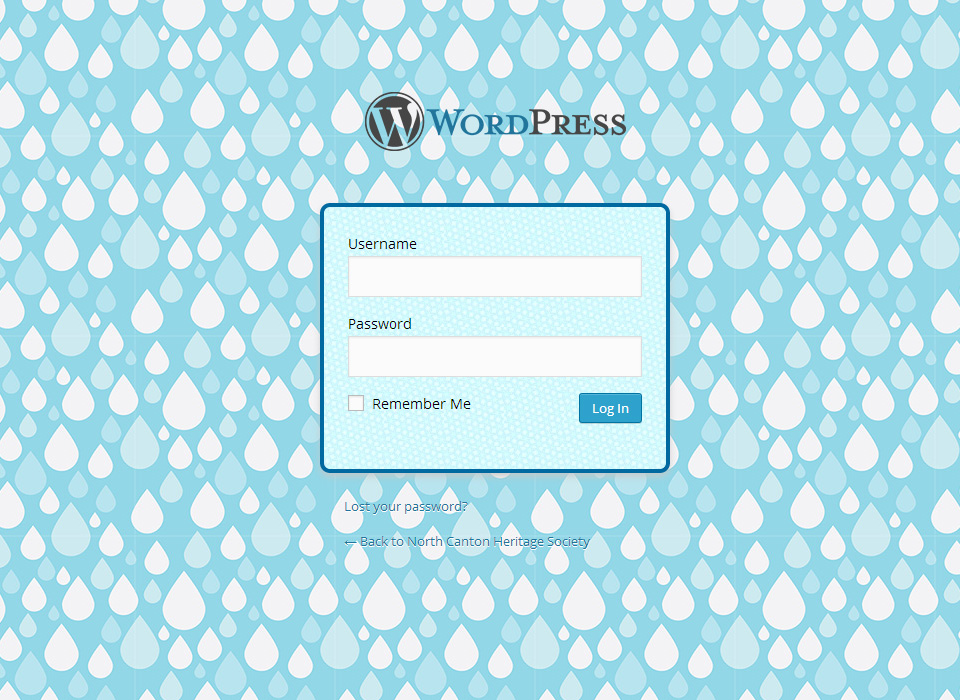 WORDPRESS
Username
Password
Remember Me
Log In
Lost your password?
← Back to North Canton Heritage Society